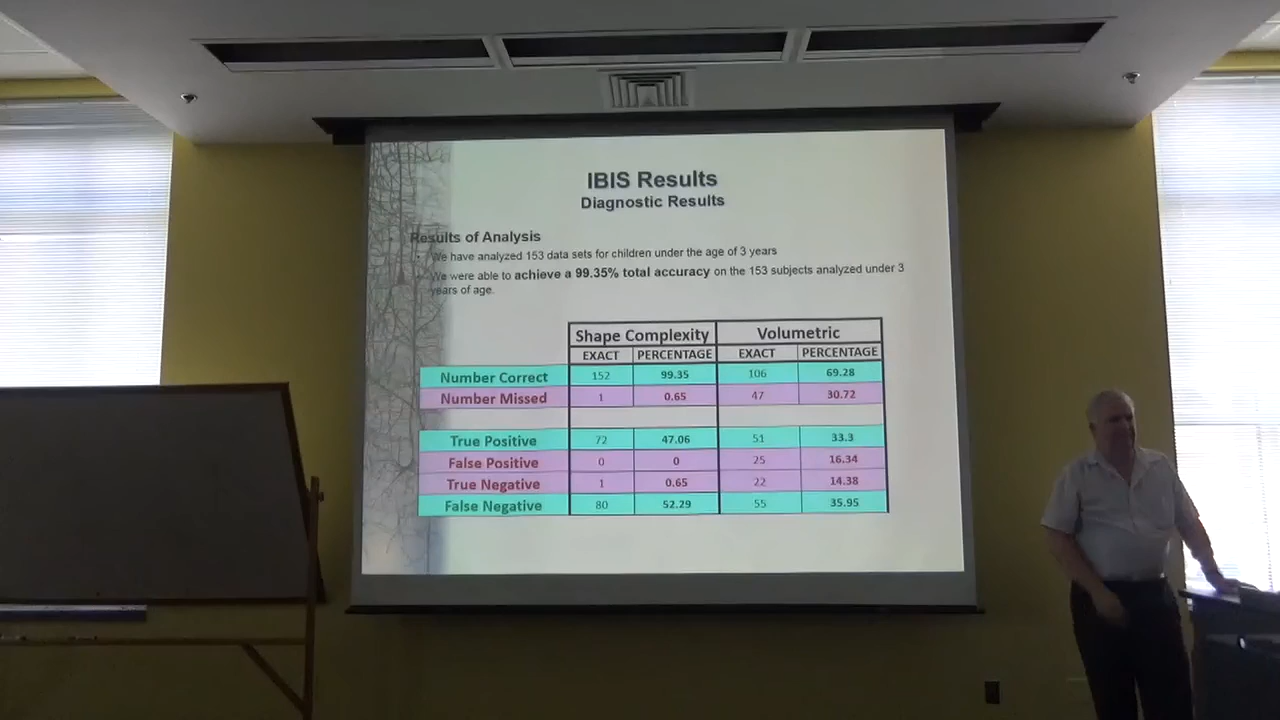 IBIS Results
Diagnostic Results
Results of Analysis
We have analyzed 153 data sets for children under the age of 3 years
We were able to achieve a 99.35% total accuracy on the 153 subjects analyzed under 3
years of age.
Shape Complexity Volumetric
EXACT PERCENTAGE EXACT PERCENTAGE
Number Correct 152 99.35 106 69.28
Number Missed 1 0.65 47 30.72
True Positive 72 47.06 51 33.3
False Positive 0 0 25 16.34
True Negative 1 0.65 22 14.38
False Negative 80 52.29 55 35.95